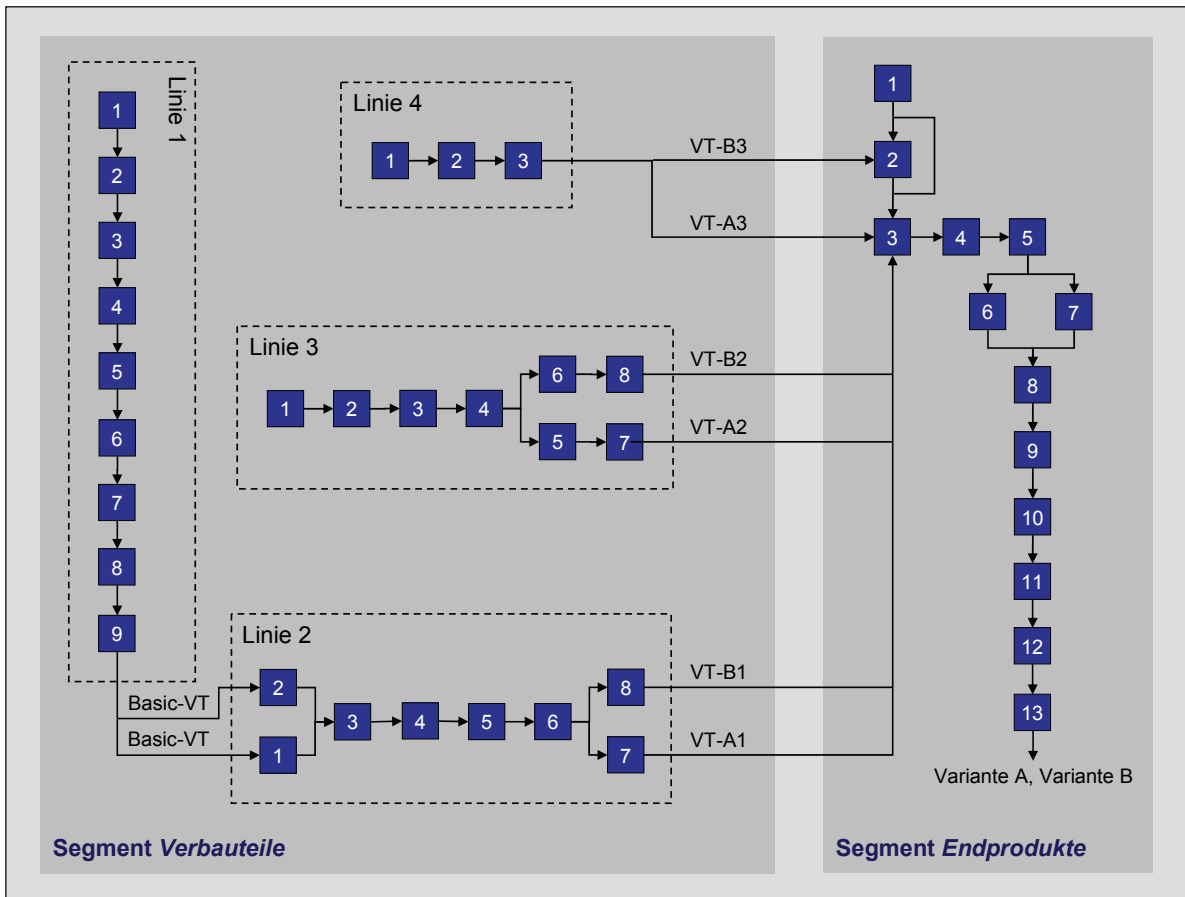 Linie 1
1
2
3
4
5
6
7
8
9
Basic-VT
Basic-VT
Linie 4
1 2 3
VT-B3
VT-A3
Linie 3
1 2 3 4
6 8
5 7
VT-B2
VT-A2
Linie 2
2
1
3 4 5 6
8
7
VT-B1
VT-A1
Segment Verbauteile
1
2
3 4 5
6 7
8
9
10
11
12
13
Variante A, Variante B
Segment Endprodukte